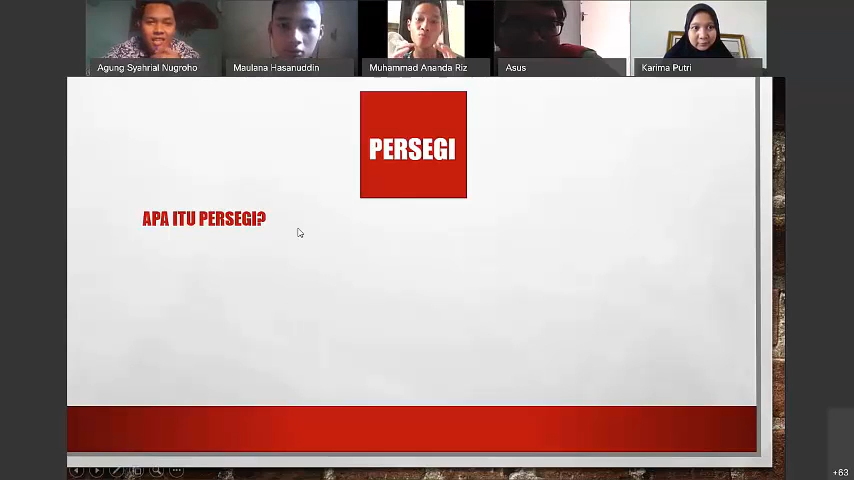 Agung Syahrial Nugroho
Maulana Hasanuddin
Muhammad Ananda Riz
Asus
Karima Putri
PERSEGI
APA ITU PERSEGI?
+63